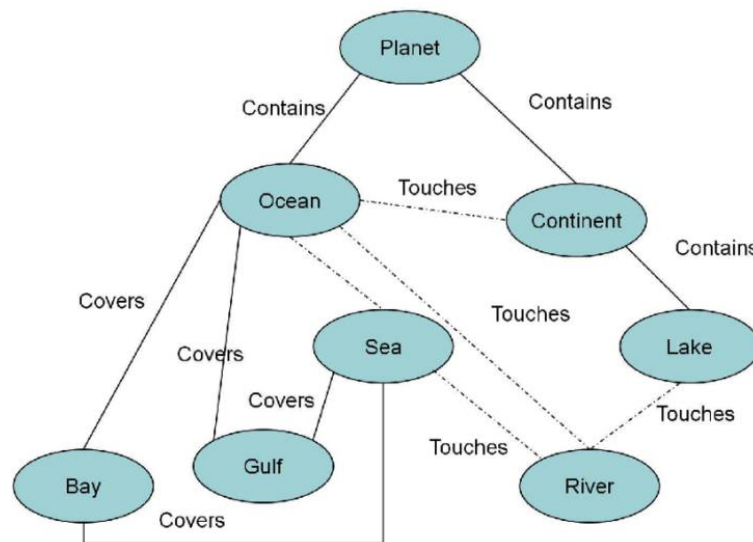 Planet
Contains
Contains
Ocean
Touches
Continent
Contains
Covers
Touches
Covers
Sea
Lake
Covers
Touches
Touches
Bay
Gulf
River
Covers